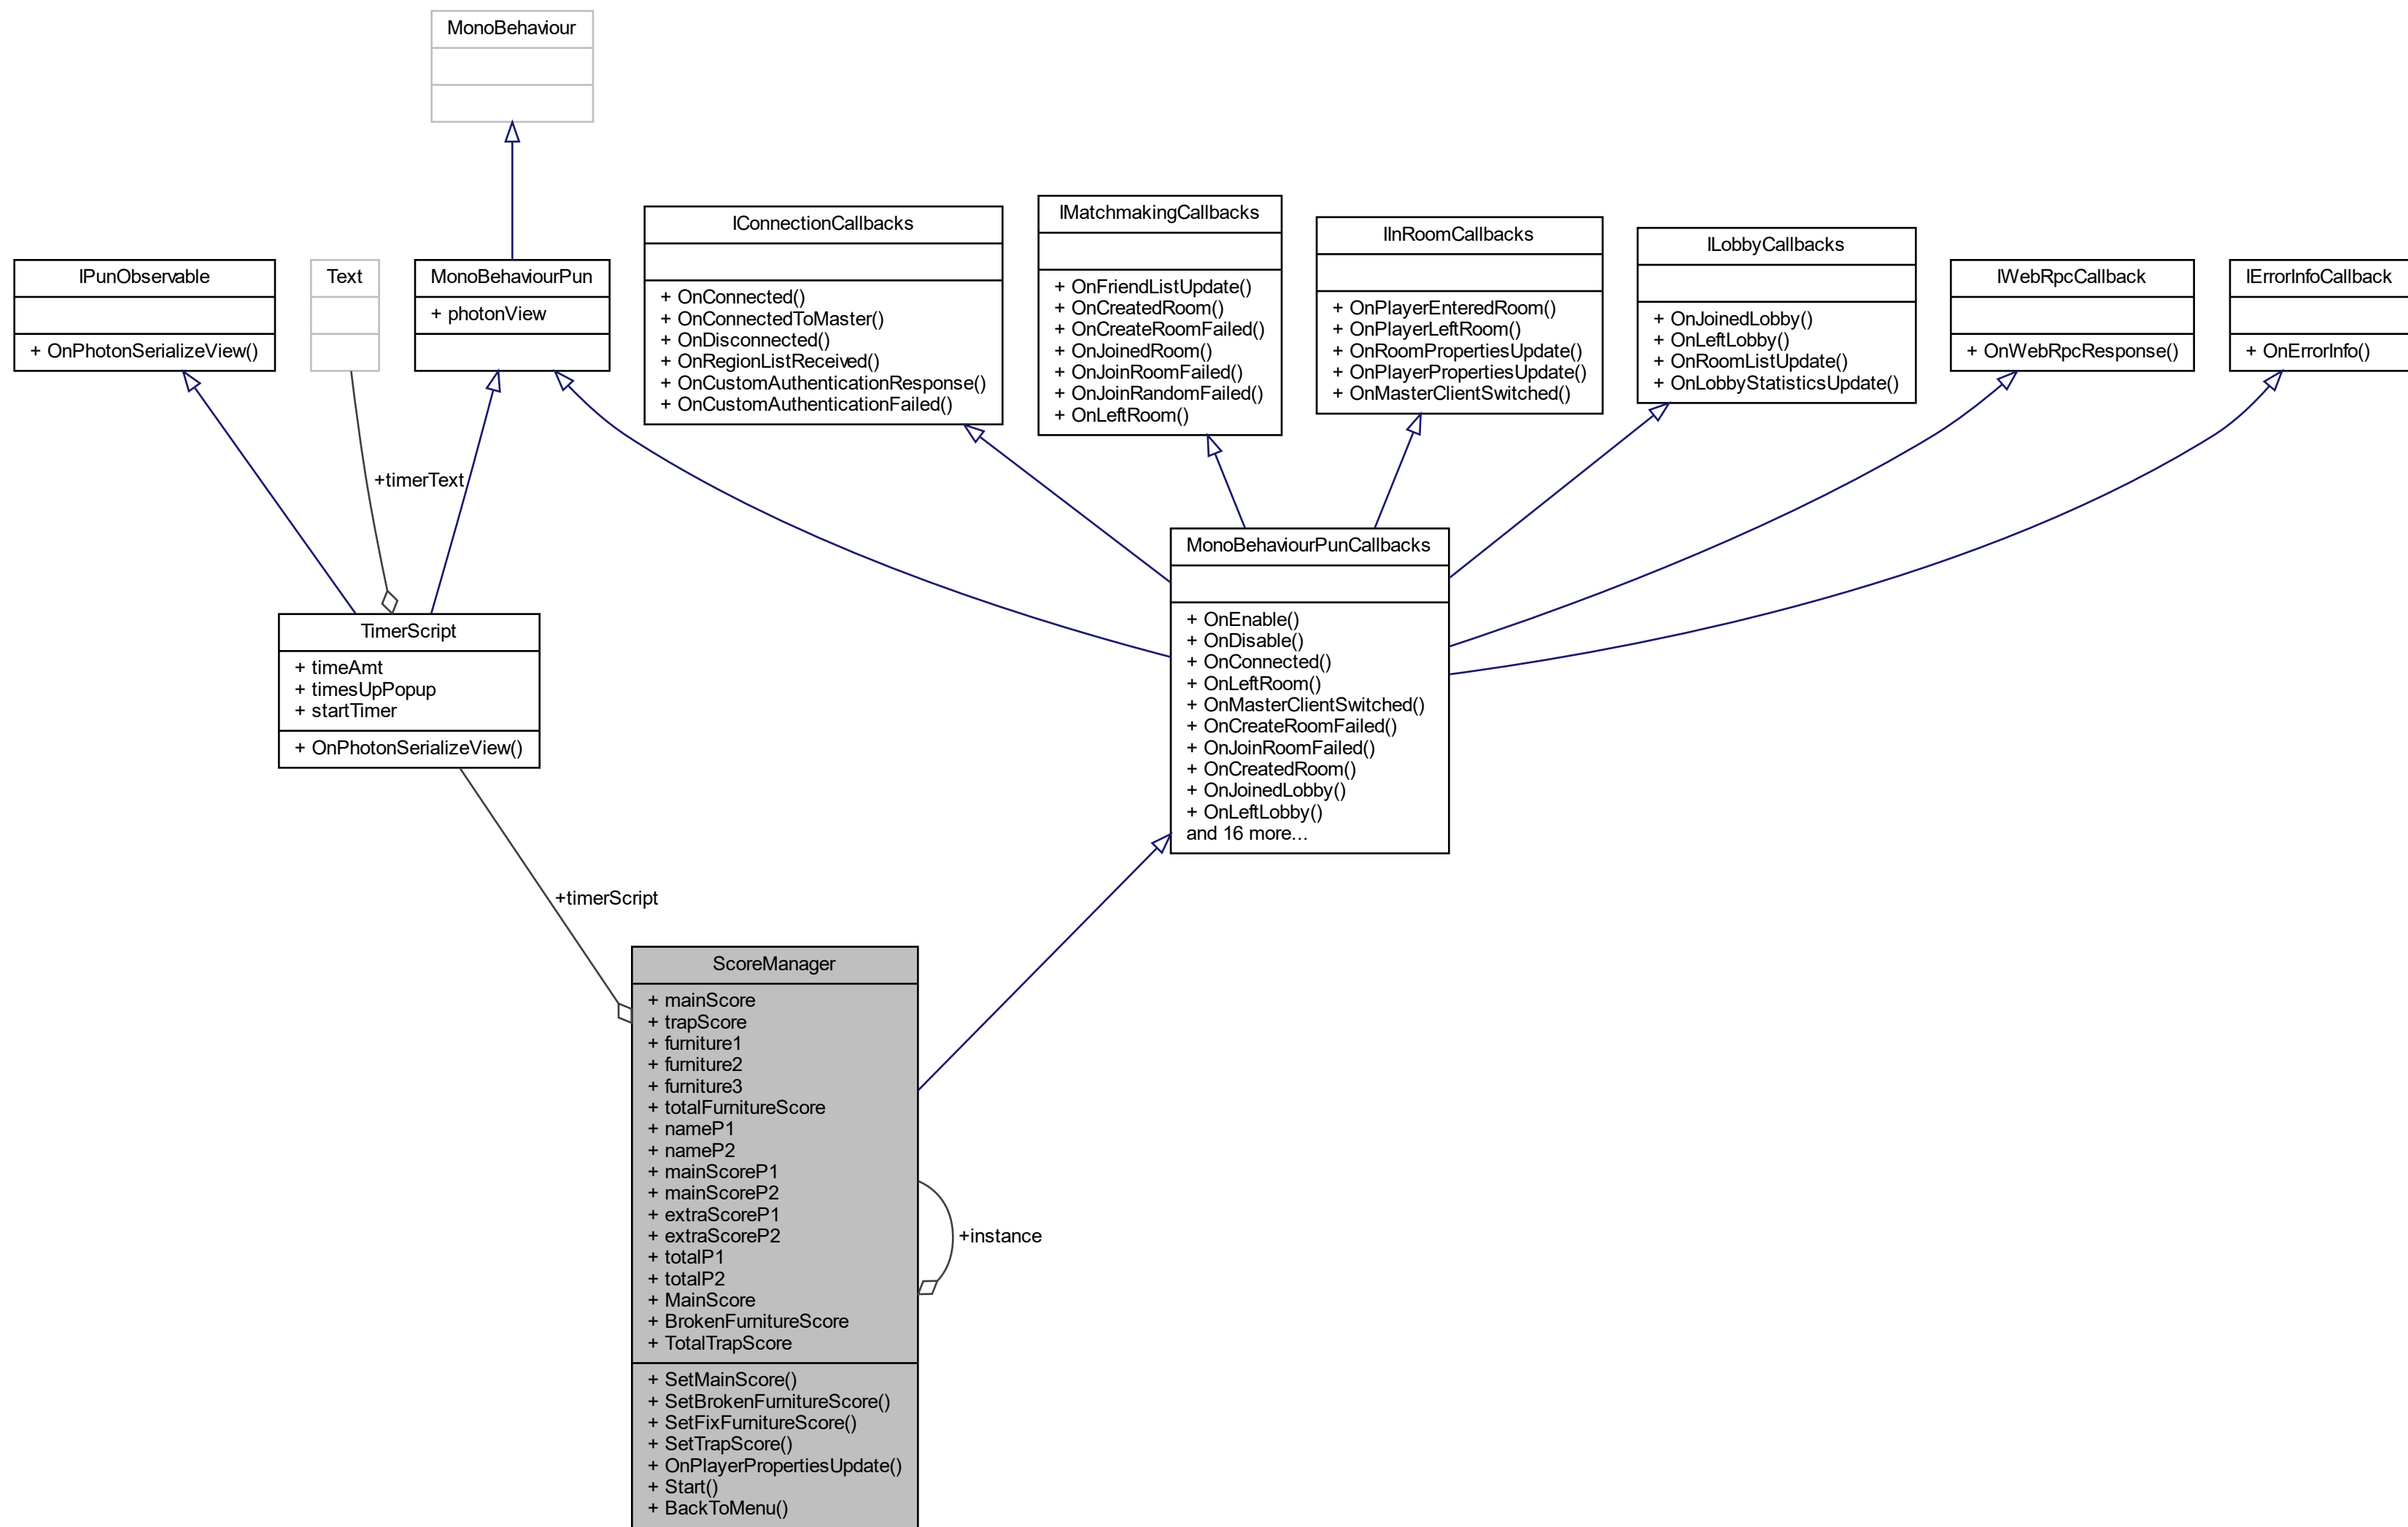 MonoBehaviour
IPunObservable
+ OnPhotonSerializeView()
Text
MonoBehaviourPun
+ photonView
IConnectionCallbacks
+ OnConnected()
+ OnConnectedToMaster()
+ OnDisconnected()
+ OnRegionListReceived()
+ OnCustomAuthenticationResponse()
+ OnCustomAuthenticationFailed()
IMatchmakingCallbacks
+ OnFriendListUpdate()
+ OnCreatedRoom()
+ OnCreateRoomFailed()
+ OnJoinedRoom()
+ OnJoinRoomFailed()
+ OnJoinRandomFailed()
+ OnLeftRoom()
IInRoomCallbacks
+ OnPlayerEnteredRoom()
+ OnPlayerLeftRoom()
+ OnRoomPropertiesUpdate()
+ OnPlayerPropertiesUpdate()
+ OnMasterClientSwitched()
ILobbyCallbacks
+ OnJoinedLobby()
+ OnLeftLobby()
+ OnRoomListUpdate()
+ OnLobbyStatisticsUpdate()
IWebRpcCallback
+ OnWebRpcResponse()
IErrorInfoCallback
+ OnErrorInfo()
+timerText
TimerScript
+ timeAmt
+ timesUpPopup
+ startTimer
+ OnPhotonSerializeView()
MonoBehaviourPunCallbacks
+ OnEnable()
+ OnDisable()
+ OnConnected()
+ OnLeftRoom()
+ OnMasterClientSwitched()
+ OnCreateRoomFailed()
+ OnJoinRoomFailed()
+ OnCreatedRoom()
+ OnJoinedLobby()
+ OnLeftLobby()
and 16 more...
+timerScript
ScoreManager
+ mainScore
+ trapScore
+ furniture1
+ furniture2
+ furniture3
+ totalFurnitureScore
+ nameP1
+ nameP2
+ mainScoreP1
+ mainScoreP2
+ extraScoreP1
+ extraScoreP2
+ totalP1
+ totalP2
+ MainScore
+ BrokenFurnitureScore
+ TotalTrapScore
+ SetMainScore()
+ SetBrokenFurnitureScore()
+ SetFixFurnitureScore()
+ SetTrapScore()
+ OnPlayerPropertiesUpdate()
+ Start()
+ BackToMenu()
+instance